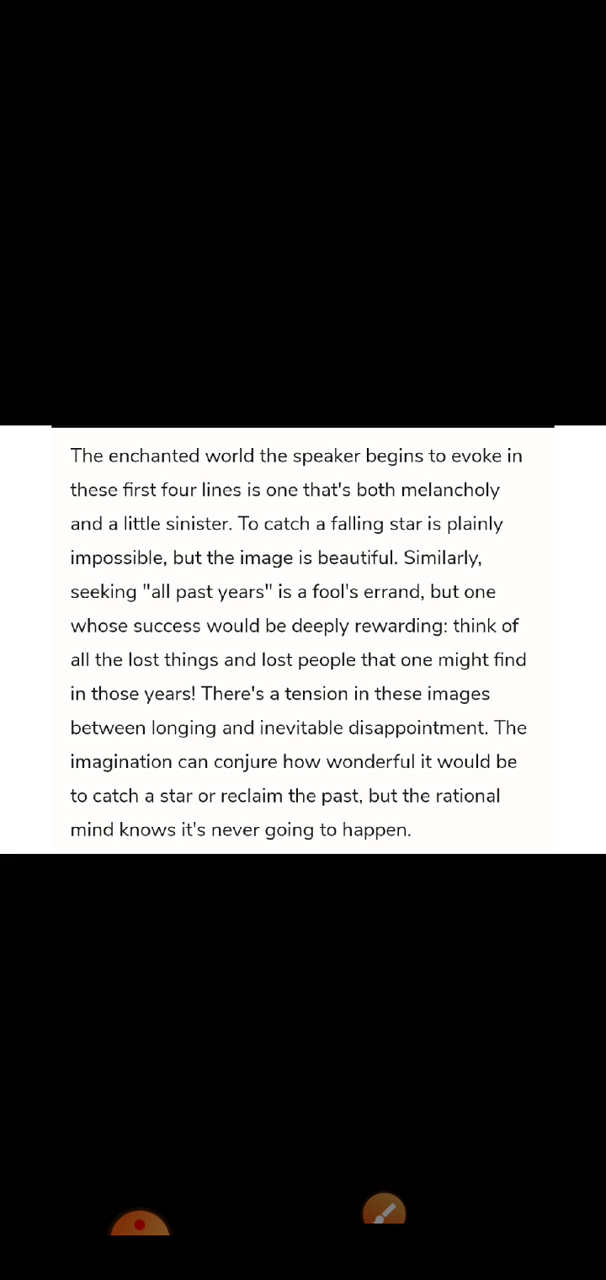 The enchanted world the speaker begins to evoke in
these first four lines is one that's both melancholy
and a little sinister. To catch a falling star is plainly
impossible, but the image is beautiful. Similarly,
seeking "all past years" is a fool's errand, but one
whose success would be deeply rewarding: think of
all the lost things and lost people that one might find
in those years! There's a tension in these images
between longing and inevitable disappointment. The
imagination can conjure how wonderful it would be
to catch a star or reclaim the past, but the rational
mind knows it's never going to happen.